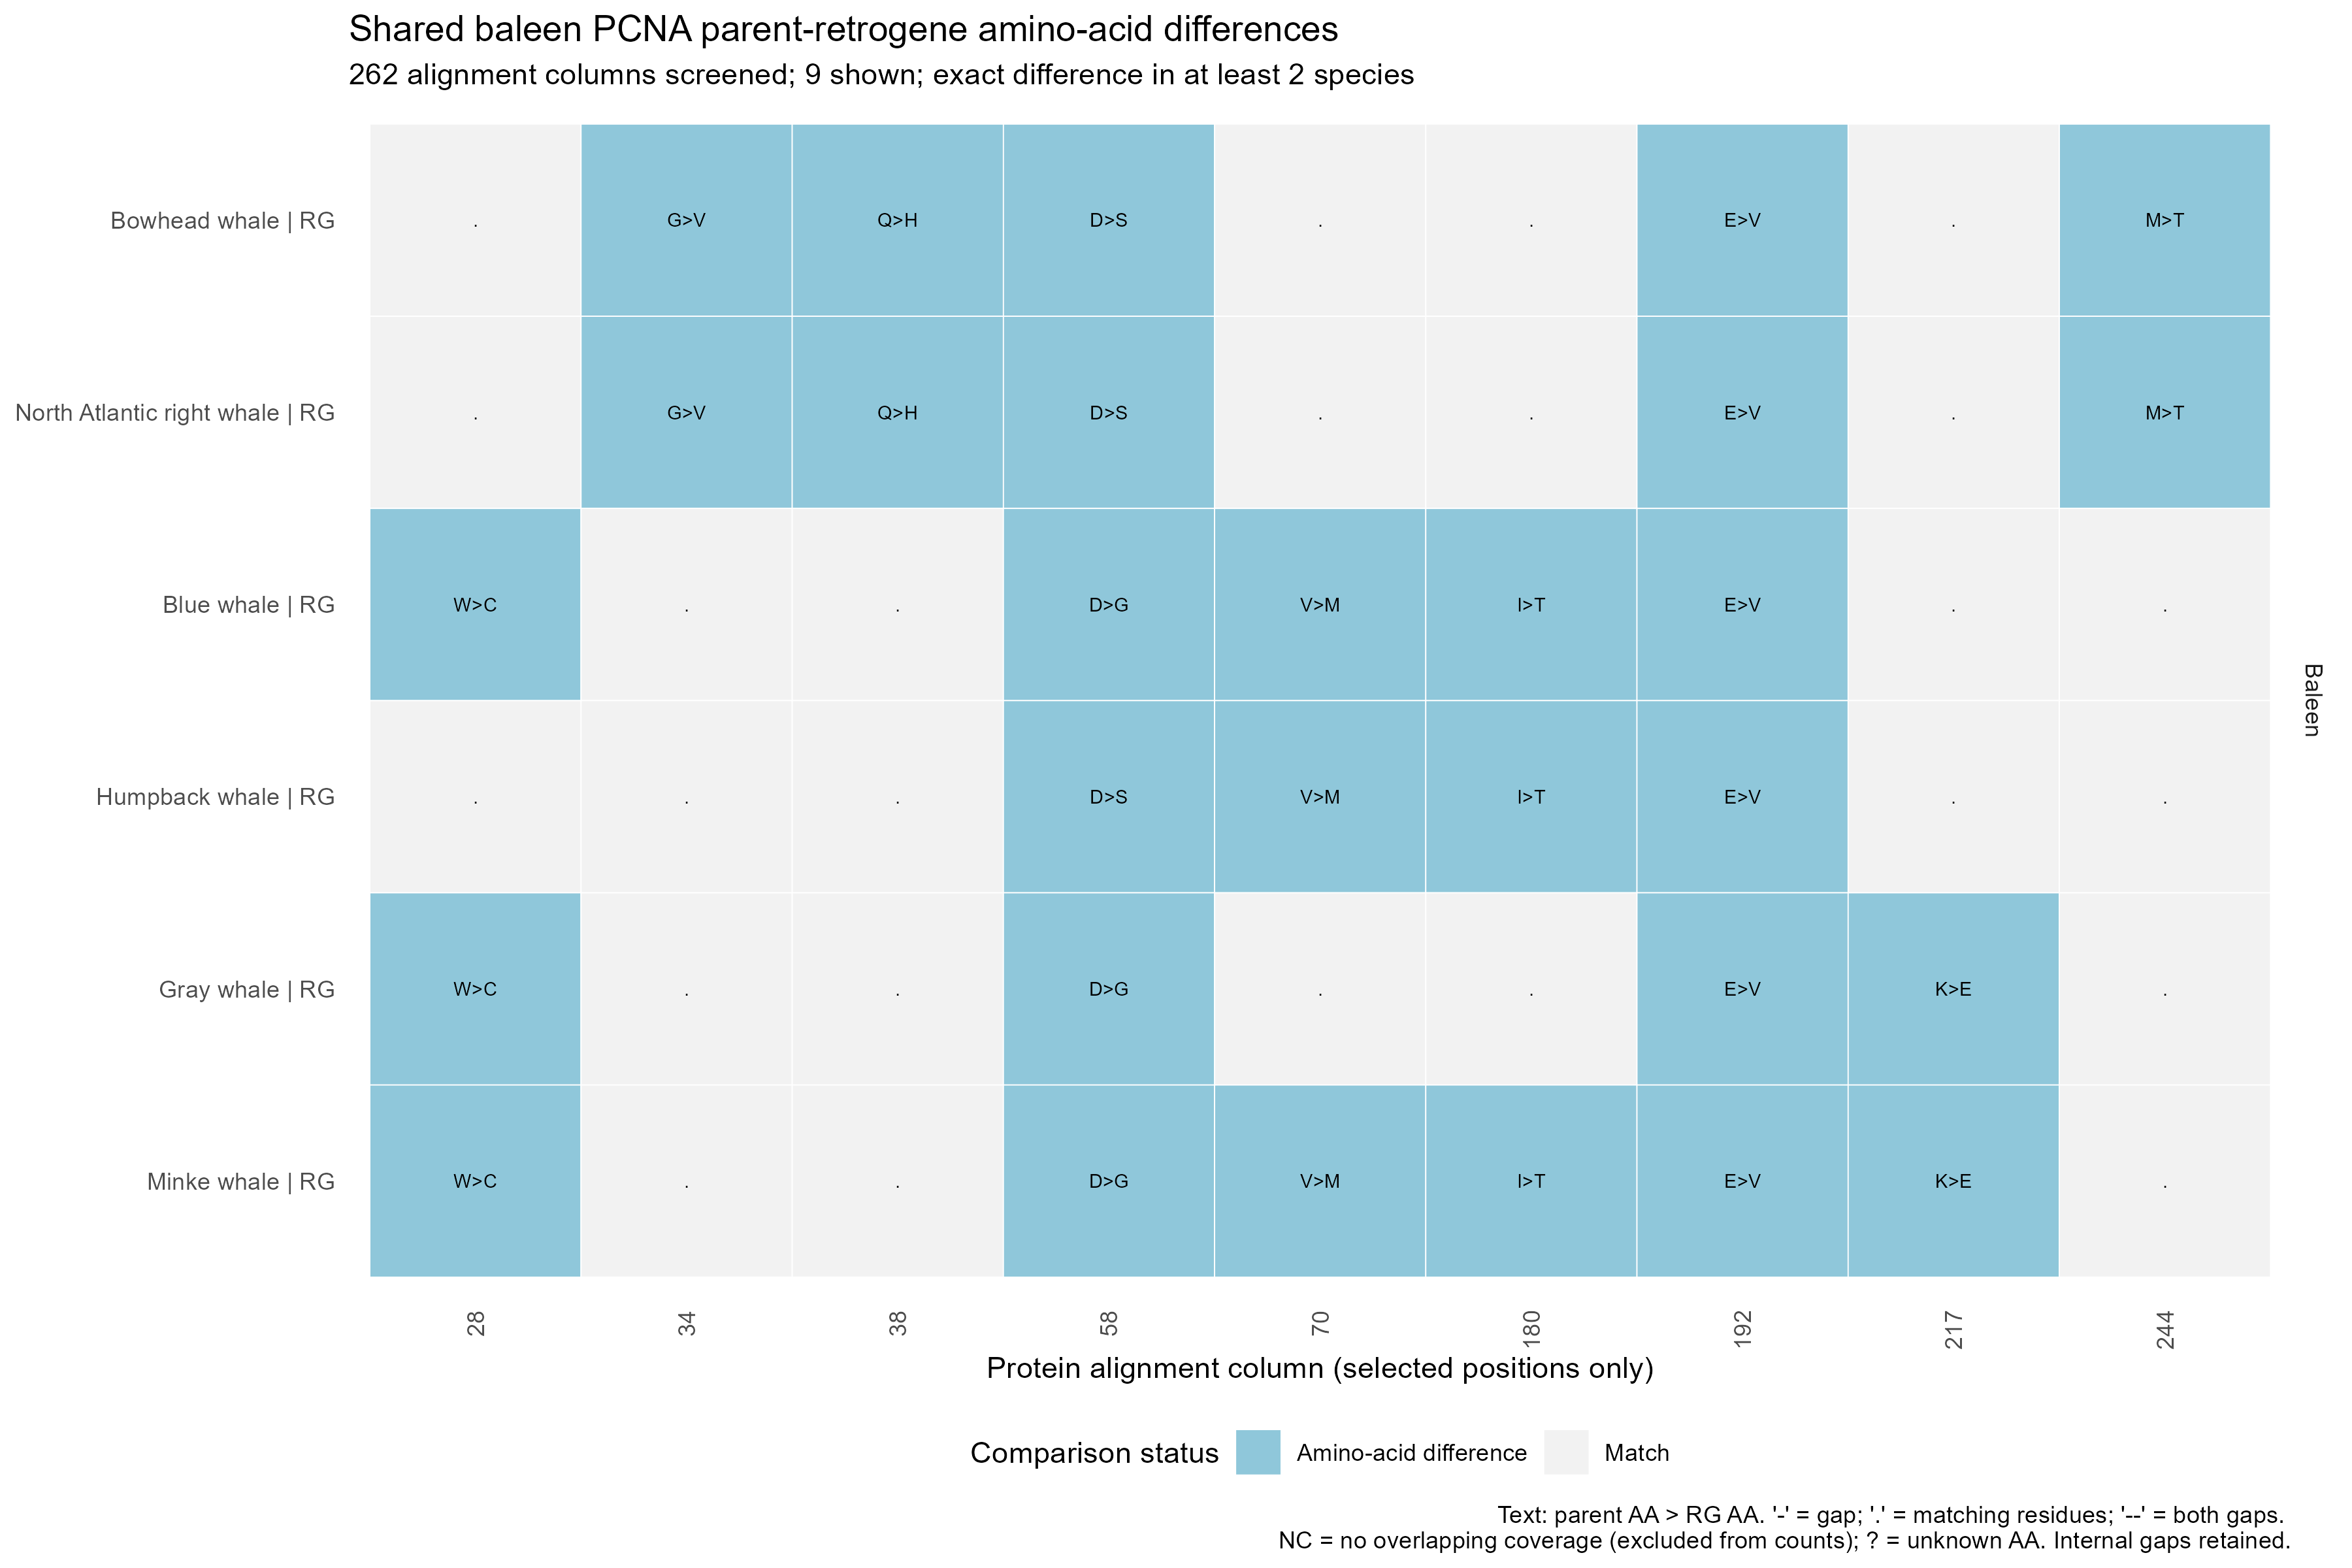 Shared baleen PCNA parent-retrogene amino-acid differences
262 alignment columns screened; 9 shown; exact difference in at least 2 species
Bowhead whale | RG
. G>V Q>H D>S . . E>V . M>T
North Atlantic right whale | RG
. G>V Q>H D>S . . E>V . M>T
Blue whale | RG
W>C . . D>G V>M I>T E>V . .
Humpback whale | RG
. . . D>S V>M I>T E>V . .
Gray whale | RG
W>C . . D>G . . E>V K>E .
Minke whale | RG
W>C . . D>G V>M I>T E>V K>E .
Baleen
28 34 38 58 70 180 192 217 244
Protein alignment column (selected positions only)
Comparison status Amino-acid difference Match
Text: parent AA > RG AA. '-' = gap; '.' = matching residues; '--' = both gaps.
NC = no overlapping coverage (excluded from counts); ? = unknown AA. Internal gaps retained.